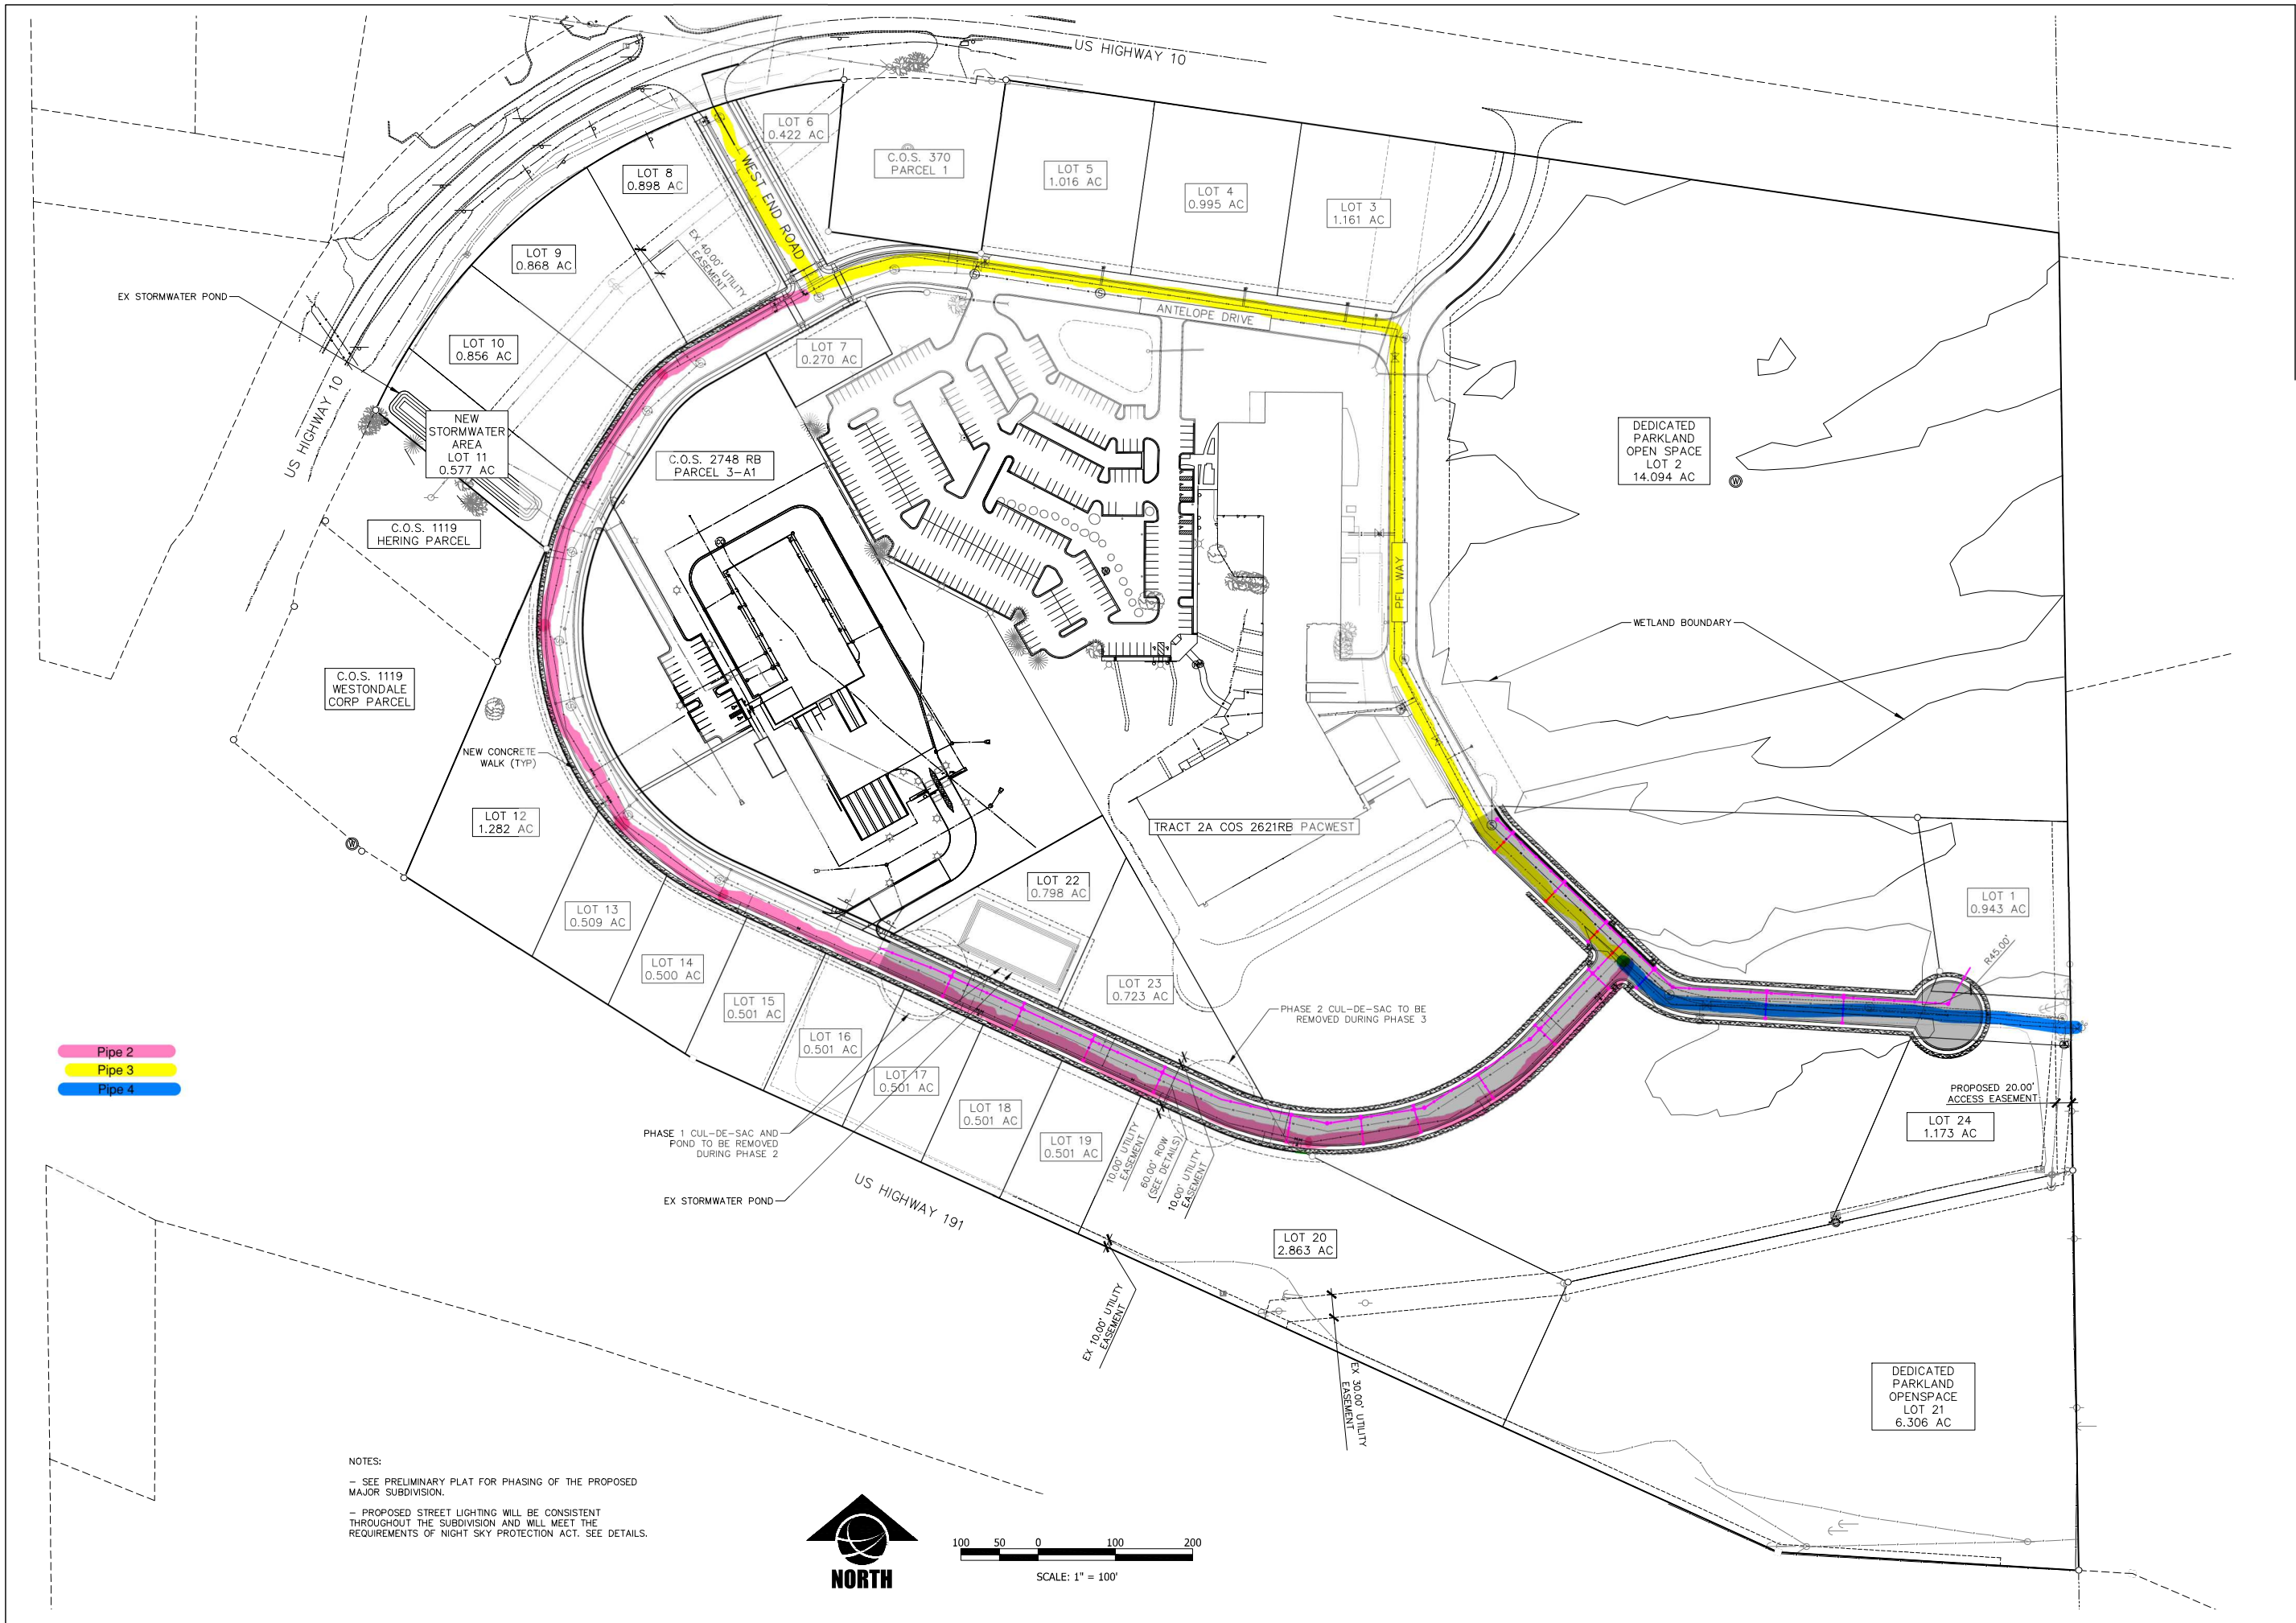 US HIGHWAY 10
LOT 6
0.422 AC
C.O.S. 370
PARCEL 1
LOT 5
1.016 AC
LOT 4
0.995 AC
LOT 3
1.161 AC
LOT 8
0.898 AC
WEST END ROAD
EX 40.00' UTILITY
EASEMENT
LOT 9
0.868 AC
EX STORMWATER POND
ANTELOPE DRIVE
LOT 10
0.856 AC
LOT 7
0.270 AC
US HIGHWAY 10
NEW
STORMWATER
AREA
LOT 11
0.577 AC
C.O.S. 2748 RB
PARCEL 3-A1
DEDICATED
PARKLAND
OPEN SPACE
LOT 2
14.094 AC
W
C.O.S. 1119
HERING PARCEL
PFL WAY
WETLAND BOUNDARY
C.O.S. 1119
WESTONDALE
CORP PARCEL
NEW CONCRETE
WALK (TYP)
LOT 12
1.282 AC
W
TRACT 2A COS 2621RB PACWEST
LOT 22
0.798 AC
LOT 1
0.943 AC
LOT 13
0.509 AC
R45.00'
LOT 14
0.500 AC
LOT 23
0.723 AC
LOT 15
0.501 AC
PHASE 2 CUL-DE-SAC TO BE
REMOVED DURING PHASE 3
LOT 16
0.501 AC
Pipe 2
Pipe 3
Pipe 4
LOT 17
0.501 AC
PROPOSED 20.00'
ACCESS EASEMENT
LOT 18
0.501 AC
LOT 24
1.173 AC
PHASE 1 CUL-DE-SAC AND
POND TO BE REMOVED
DURING PHASE 2
LOT 19
0.501 AC
10.00' UTILITY
EASEMENT
60.00' ROW
(SEE DETAILS)
10.00' UTILITY
EASEMENT
EX STORMWATER POND
US HIGHWAY 191
LOT 20
2.863 AC
EX 10.00' UTILITY
EASEMENT
EX 30.00' UTILITY
EASEMENT
DEDICATED
PARKLAND
OPENSPACE
LOT 21
6.306 AC
NOTES:
- SEE PRELIMINARY PLAT FOR PHASING OF THE PROPOSED
MAJOR SUBDIVISION.
- PROPOSED STREET LIGHTING WILL BE CONSISTENT
THROUGHOUT THE SUBDIVISION AND WILL MEET THE
REQUIREMENTS OF NIGHT SKY PROTECTION ACT. SEE DETAILS.
NORTH
100 50 0 100 200
SCALE: 1" = 100'